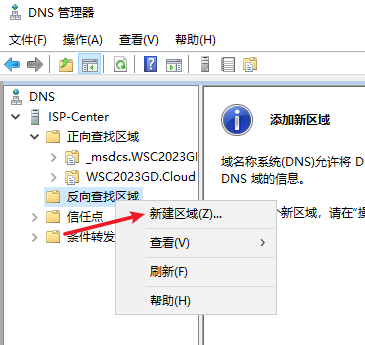 DNS 管理器
文件(F) 操作(A) 查看(V) 帮助(H)
DNS
ISP-Center
正向查找区域
_msdcs.WSC2023GD
WSC2023GD.Cloud
反向查找区域
信任点
条件转发
新建区域(Z)...
查看(V)
刷新(F)
帮助(H)
添加新区域
域名称系统(DNS)允许将 D
DNS 域的信息。
个新区域，请在"操